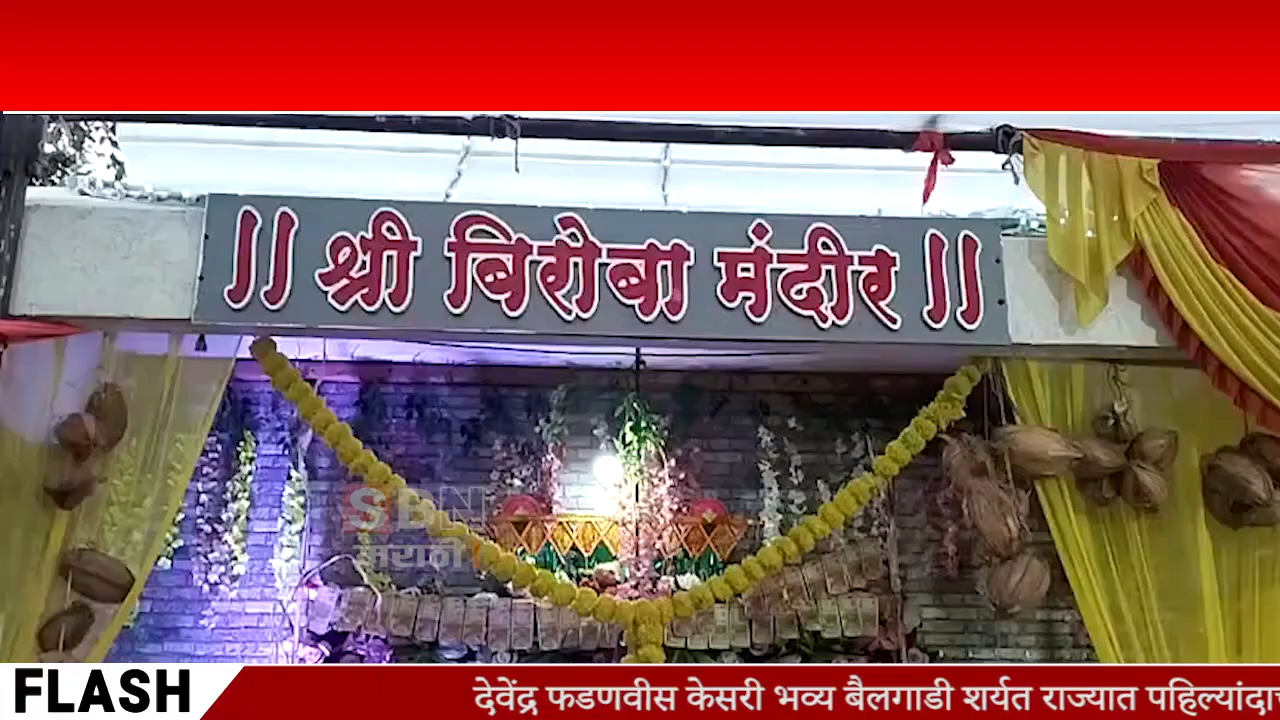 || श्री बिरोबा मंदीर ||
SBN
मराठी
FLASH
देवेंद्र फडणवीस केसरी भव्य बैलगाडी शर्यत राज्यात पहिल्यांदाच